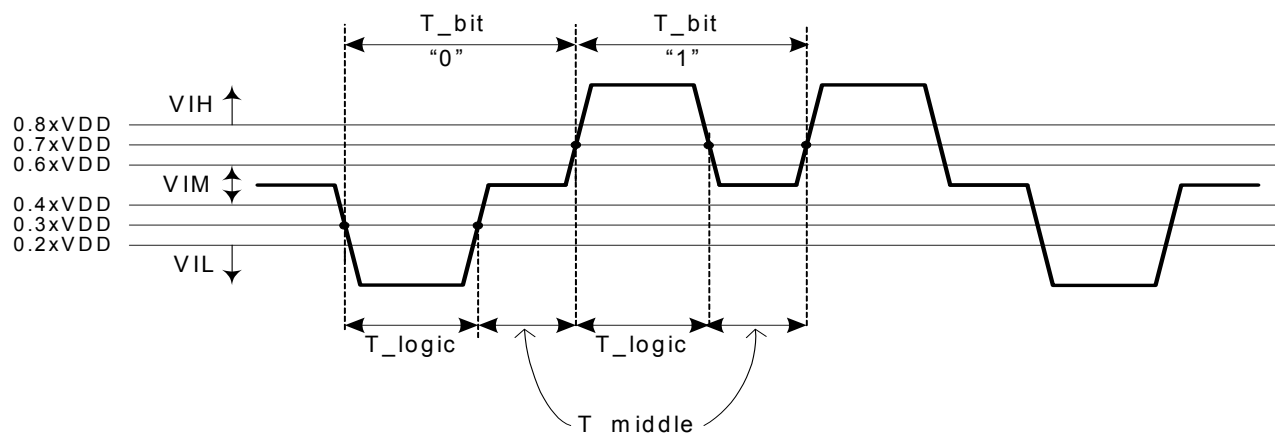 T_bit T_bit
“0” “1”
VIH
0.8xVDD
0.7xVDD
0.6xVDD
VIM
0.4xVDD
0.3xVDD
0.2xVDD
VIL
T_logic T_logic
T_middle